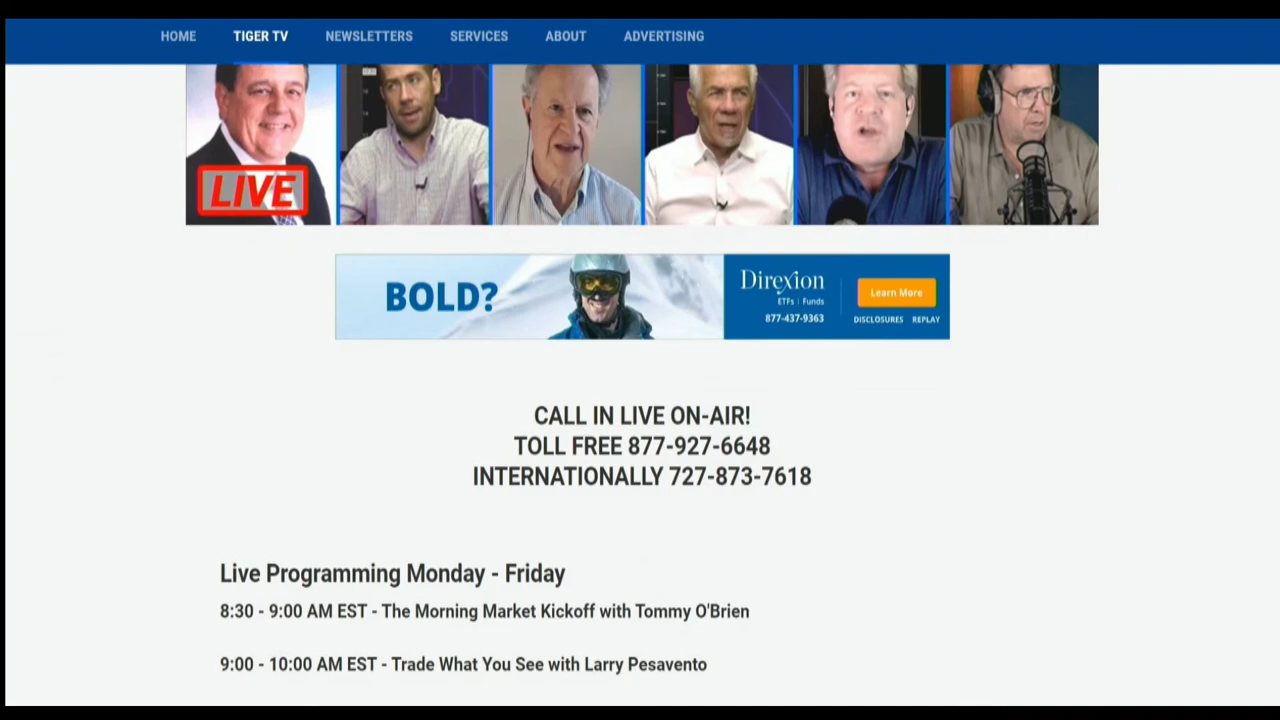 HOME TIGER TV NEWSLETTERS SERVICES ABOUT ADVERTISING
LIVE
BOLD?
Direxion
ETFs | Funds
877-437-9363
Learn More
DISCLOSURES REPLAY
CALL IN LIVE ON-AIR!
TOLL FREE 877-927-6648
INTERNATIONALLY 727-873-7618
Live Programming Monday - Friday
8:30 - 9:00 AM EST - The Morning Market Kickoff with Tommy O'Brien
9:00 - 10:00 AM EST - Trade What You See with Larry Pesavento